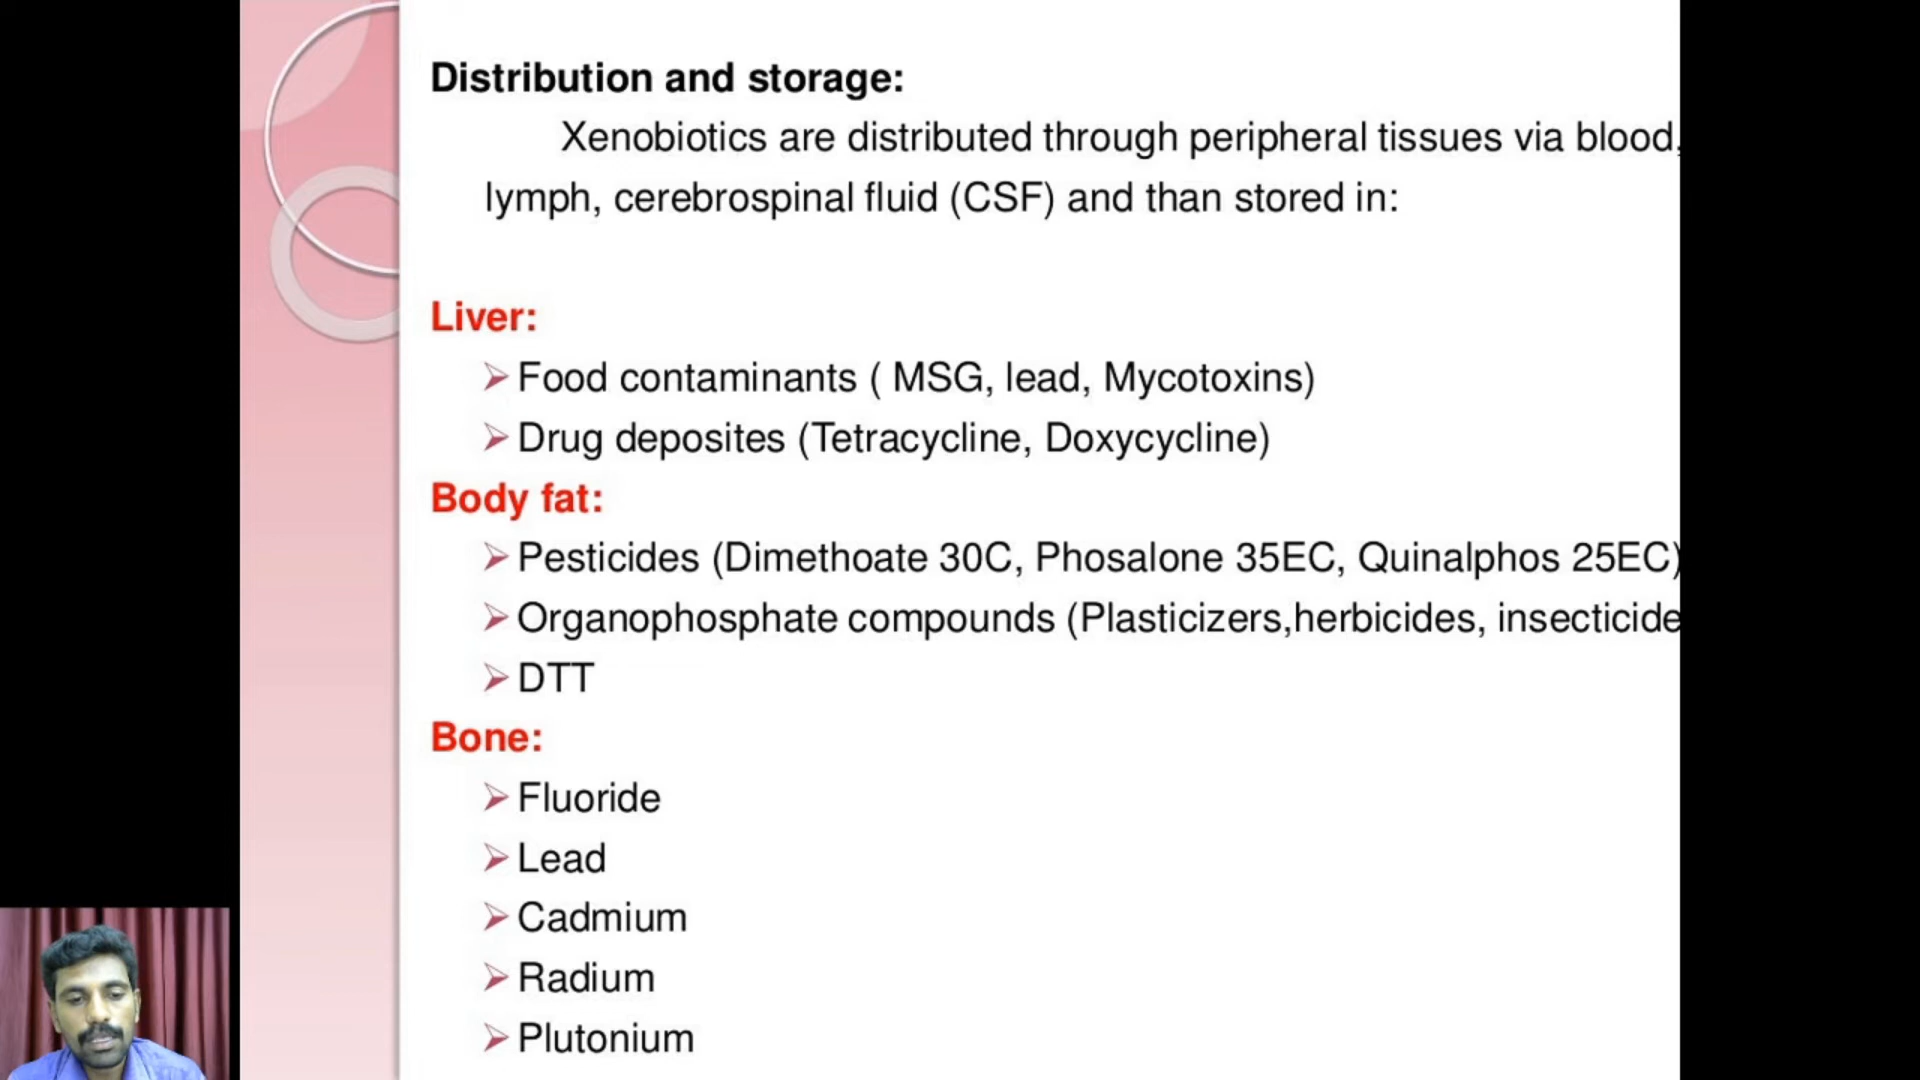 Distribution and storage:
Xenobiotics are distributed through peripheral tissues via blood,
lymph, cerebrospinal fluid (CSF) and than stored in:
Liver:
Food contaminants ( MSG, lead, Mycotoxins)
Drug deposites (Tetracycline, Doxycycline)
Body fat:
Pesticides (Dimethoate 30C, Phosalone 35EC, Quinalphos 25EC)
Organophosphate compounds (Plasticizers,herbicides, insecticide
DTT
Bone:
Fluoride
Lead
Cadmium
Radium
Plutonium